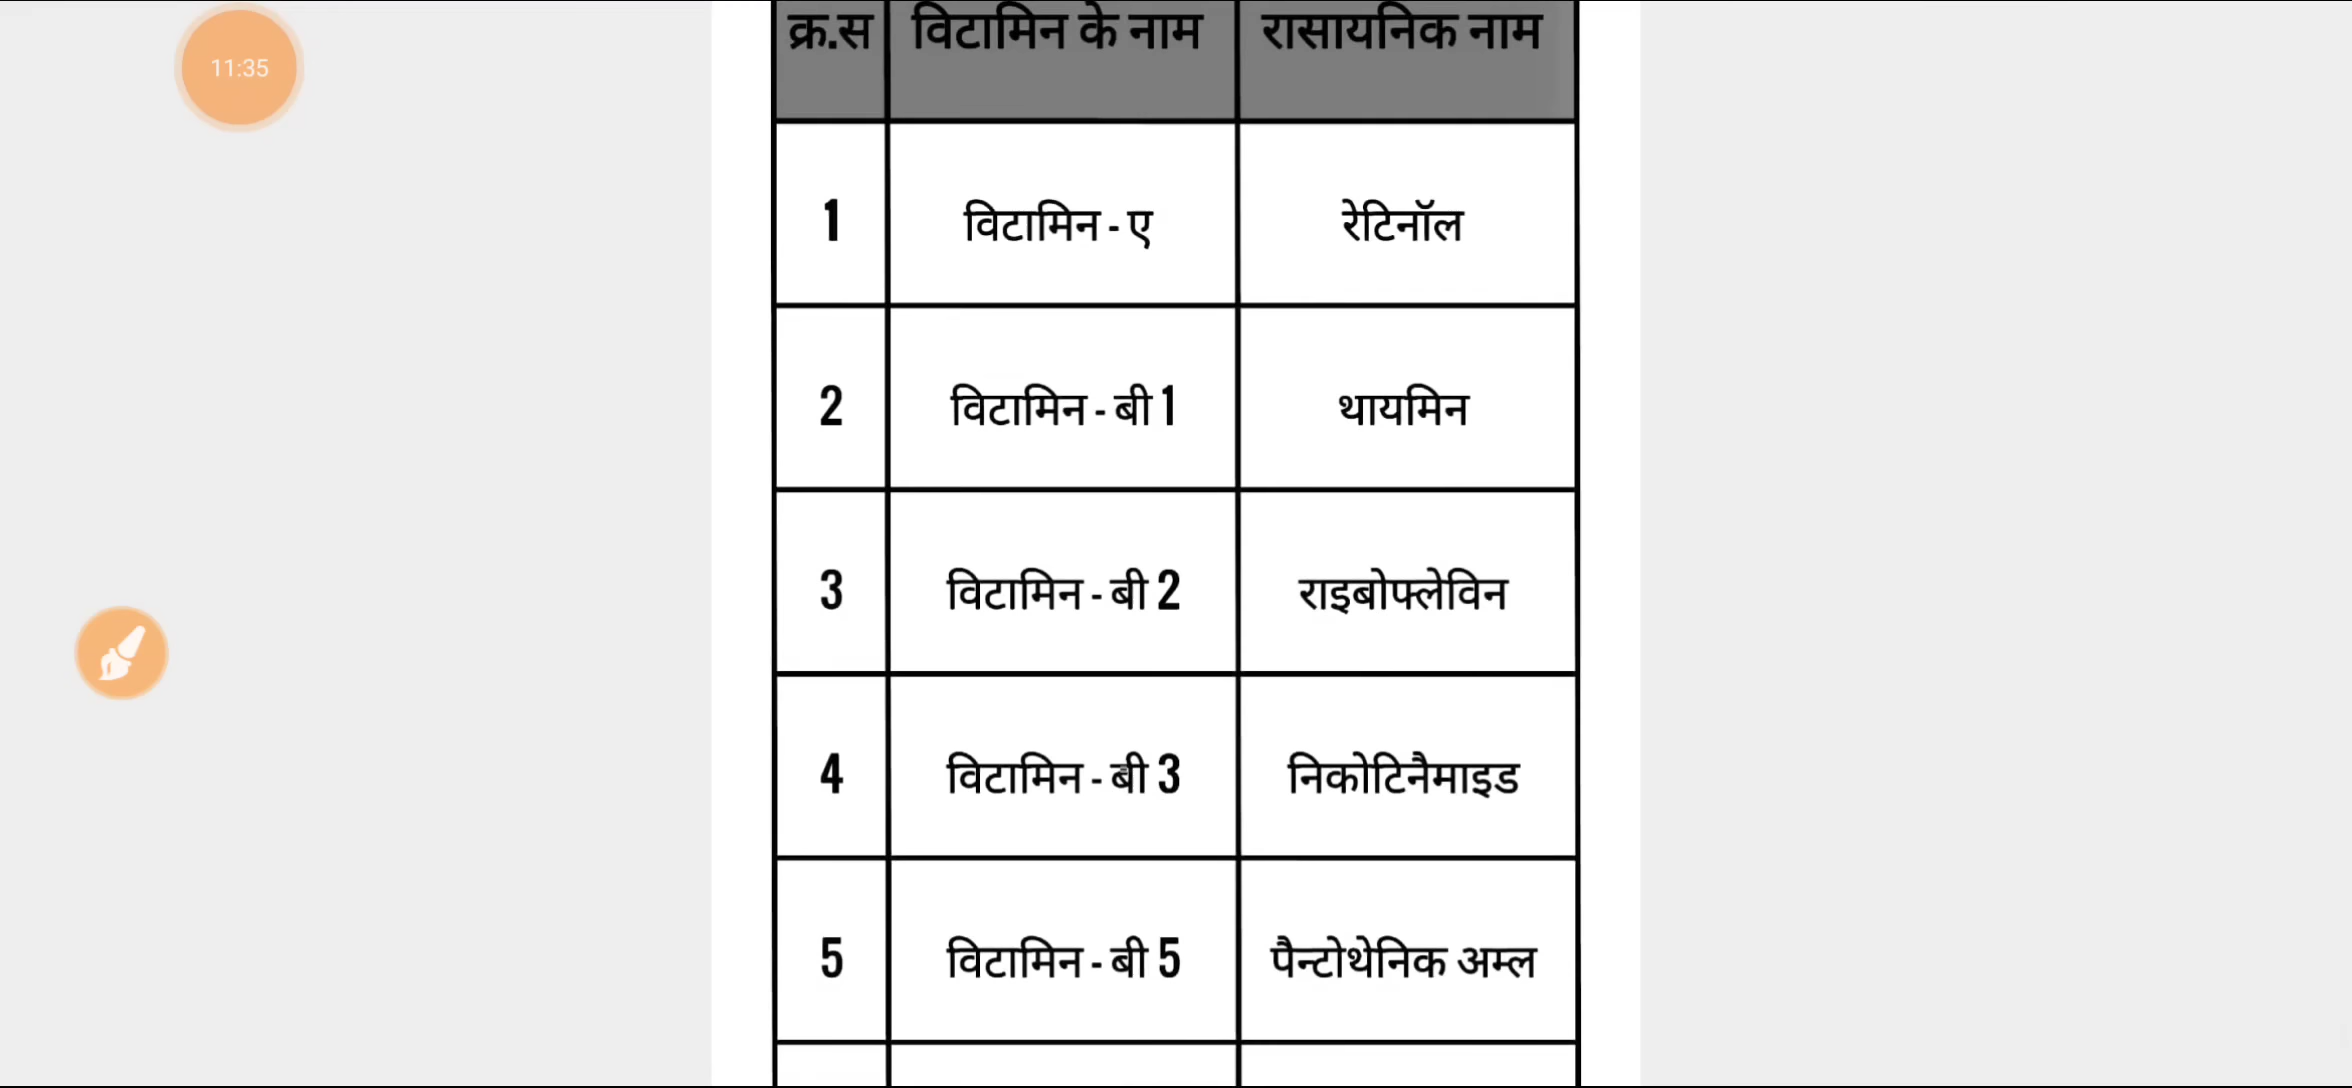 11:35
क्र.स विटामिन के नाम रासायनिक नाम
1 विटामिन - ए रेटिनॉल
2 विटामिन - बी 1 थायमिन
3 विटामिन - बी 2 राइबोफ्लेविन
4 विटामिन - बी 3 निकोटिनैमाइड
5 विटामिन - बी 5 पैन्टोथेनिक अम्ल